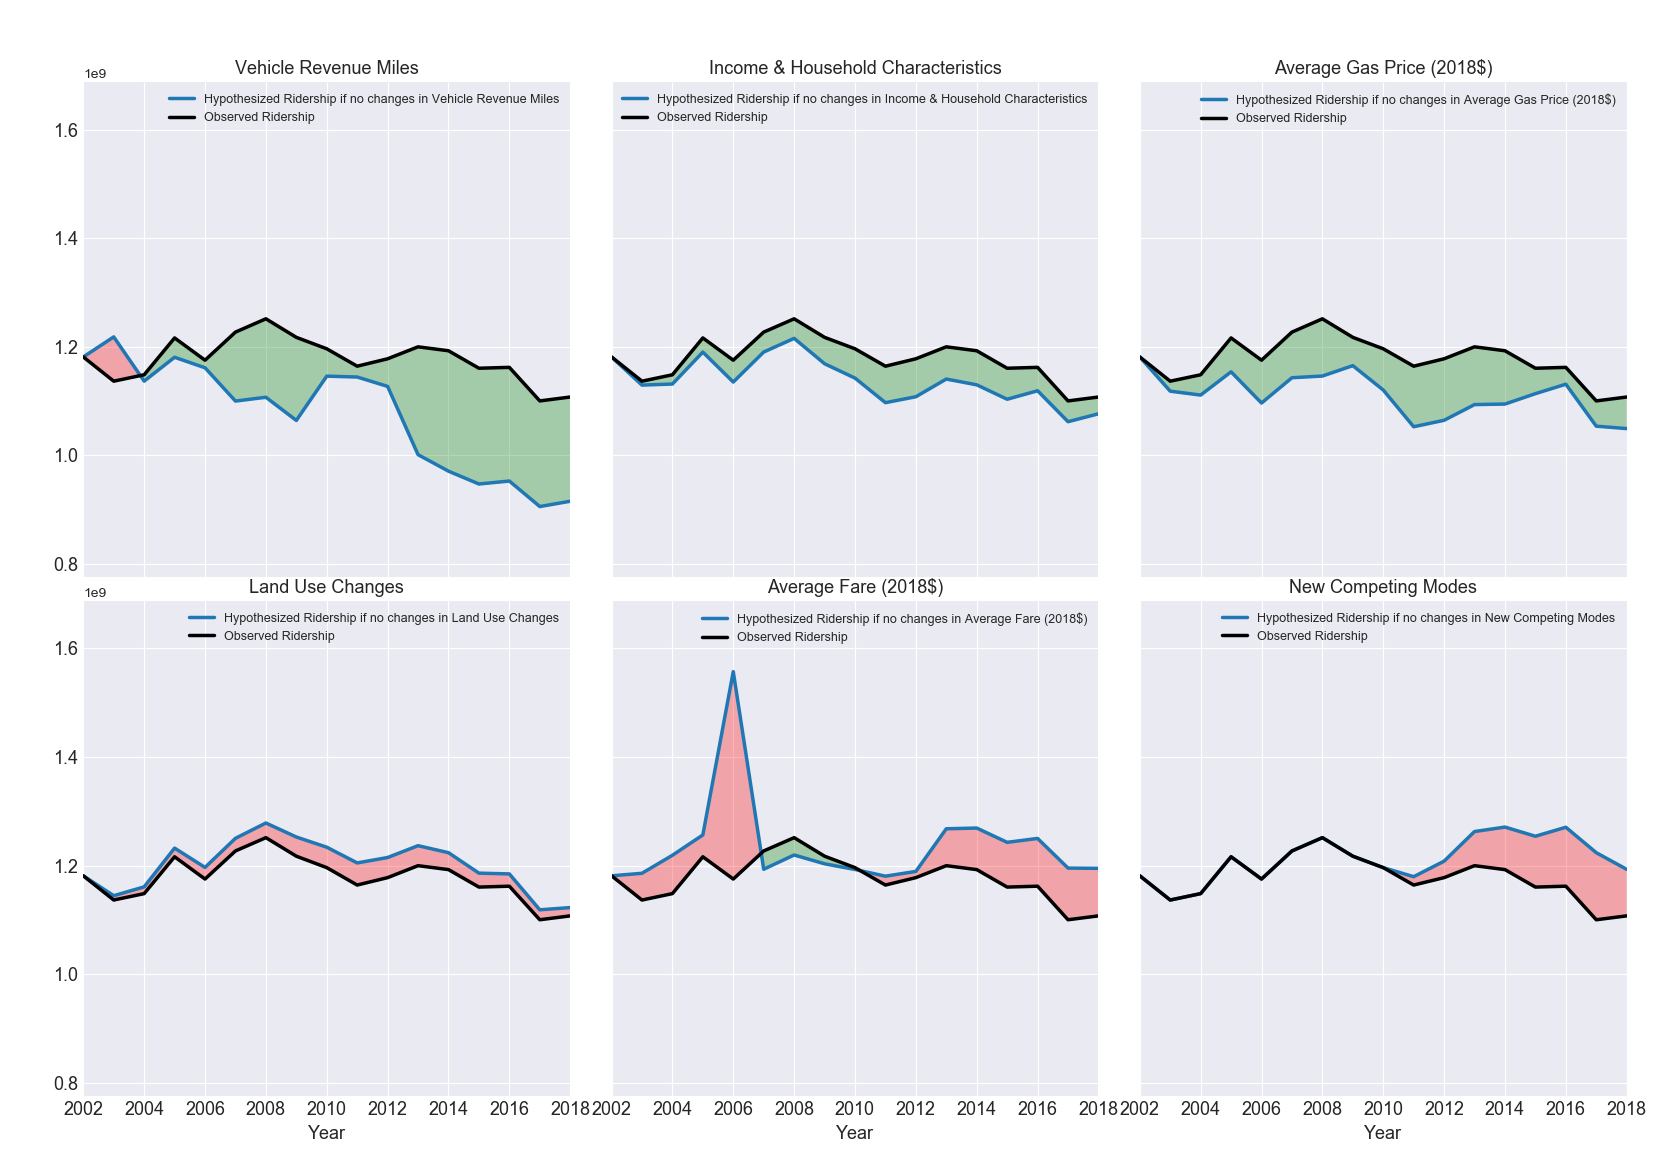 Vehicle Revenue Miles
Income & Household Characteristics
Average Gas Price (2018$)
1e9
Hypothesized Ridership if no changes in Vehicle Revenue Miles
Observed Ridership
Hypothesized Ridership if no changes in Income & Household Characteristics
Observed Ridership
Hypothesized Ridership if no changes in Average Gas Price (2018$)
Observed Ridership
1.6
1.4
1.2
1.0
0.8
Land Use Changes
Average Fare (2018$)
New Competing Modes
1e9
Hypothesized Ridership if no changes in Land Use Changes
Observed Ridership
Hypothesized Ridership if no changes in Average Fare (2018$)
Observed Ridership
Hypothesized Ridership if no changes in New Competing Modes
Observed Ridership
1.6
1.4
1.2
1.0
0.8
2002 2004 2006 2008 2010 2012 2014 2016 2018
2002 2004 2006 2008 2010 2012 2014 2016 2018
2002 2004 2006 2008 2010 2012 2014 2016 2018
Year
Year
Year